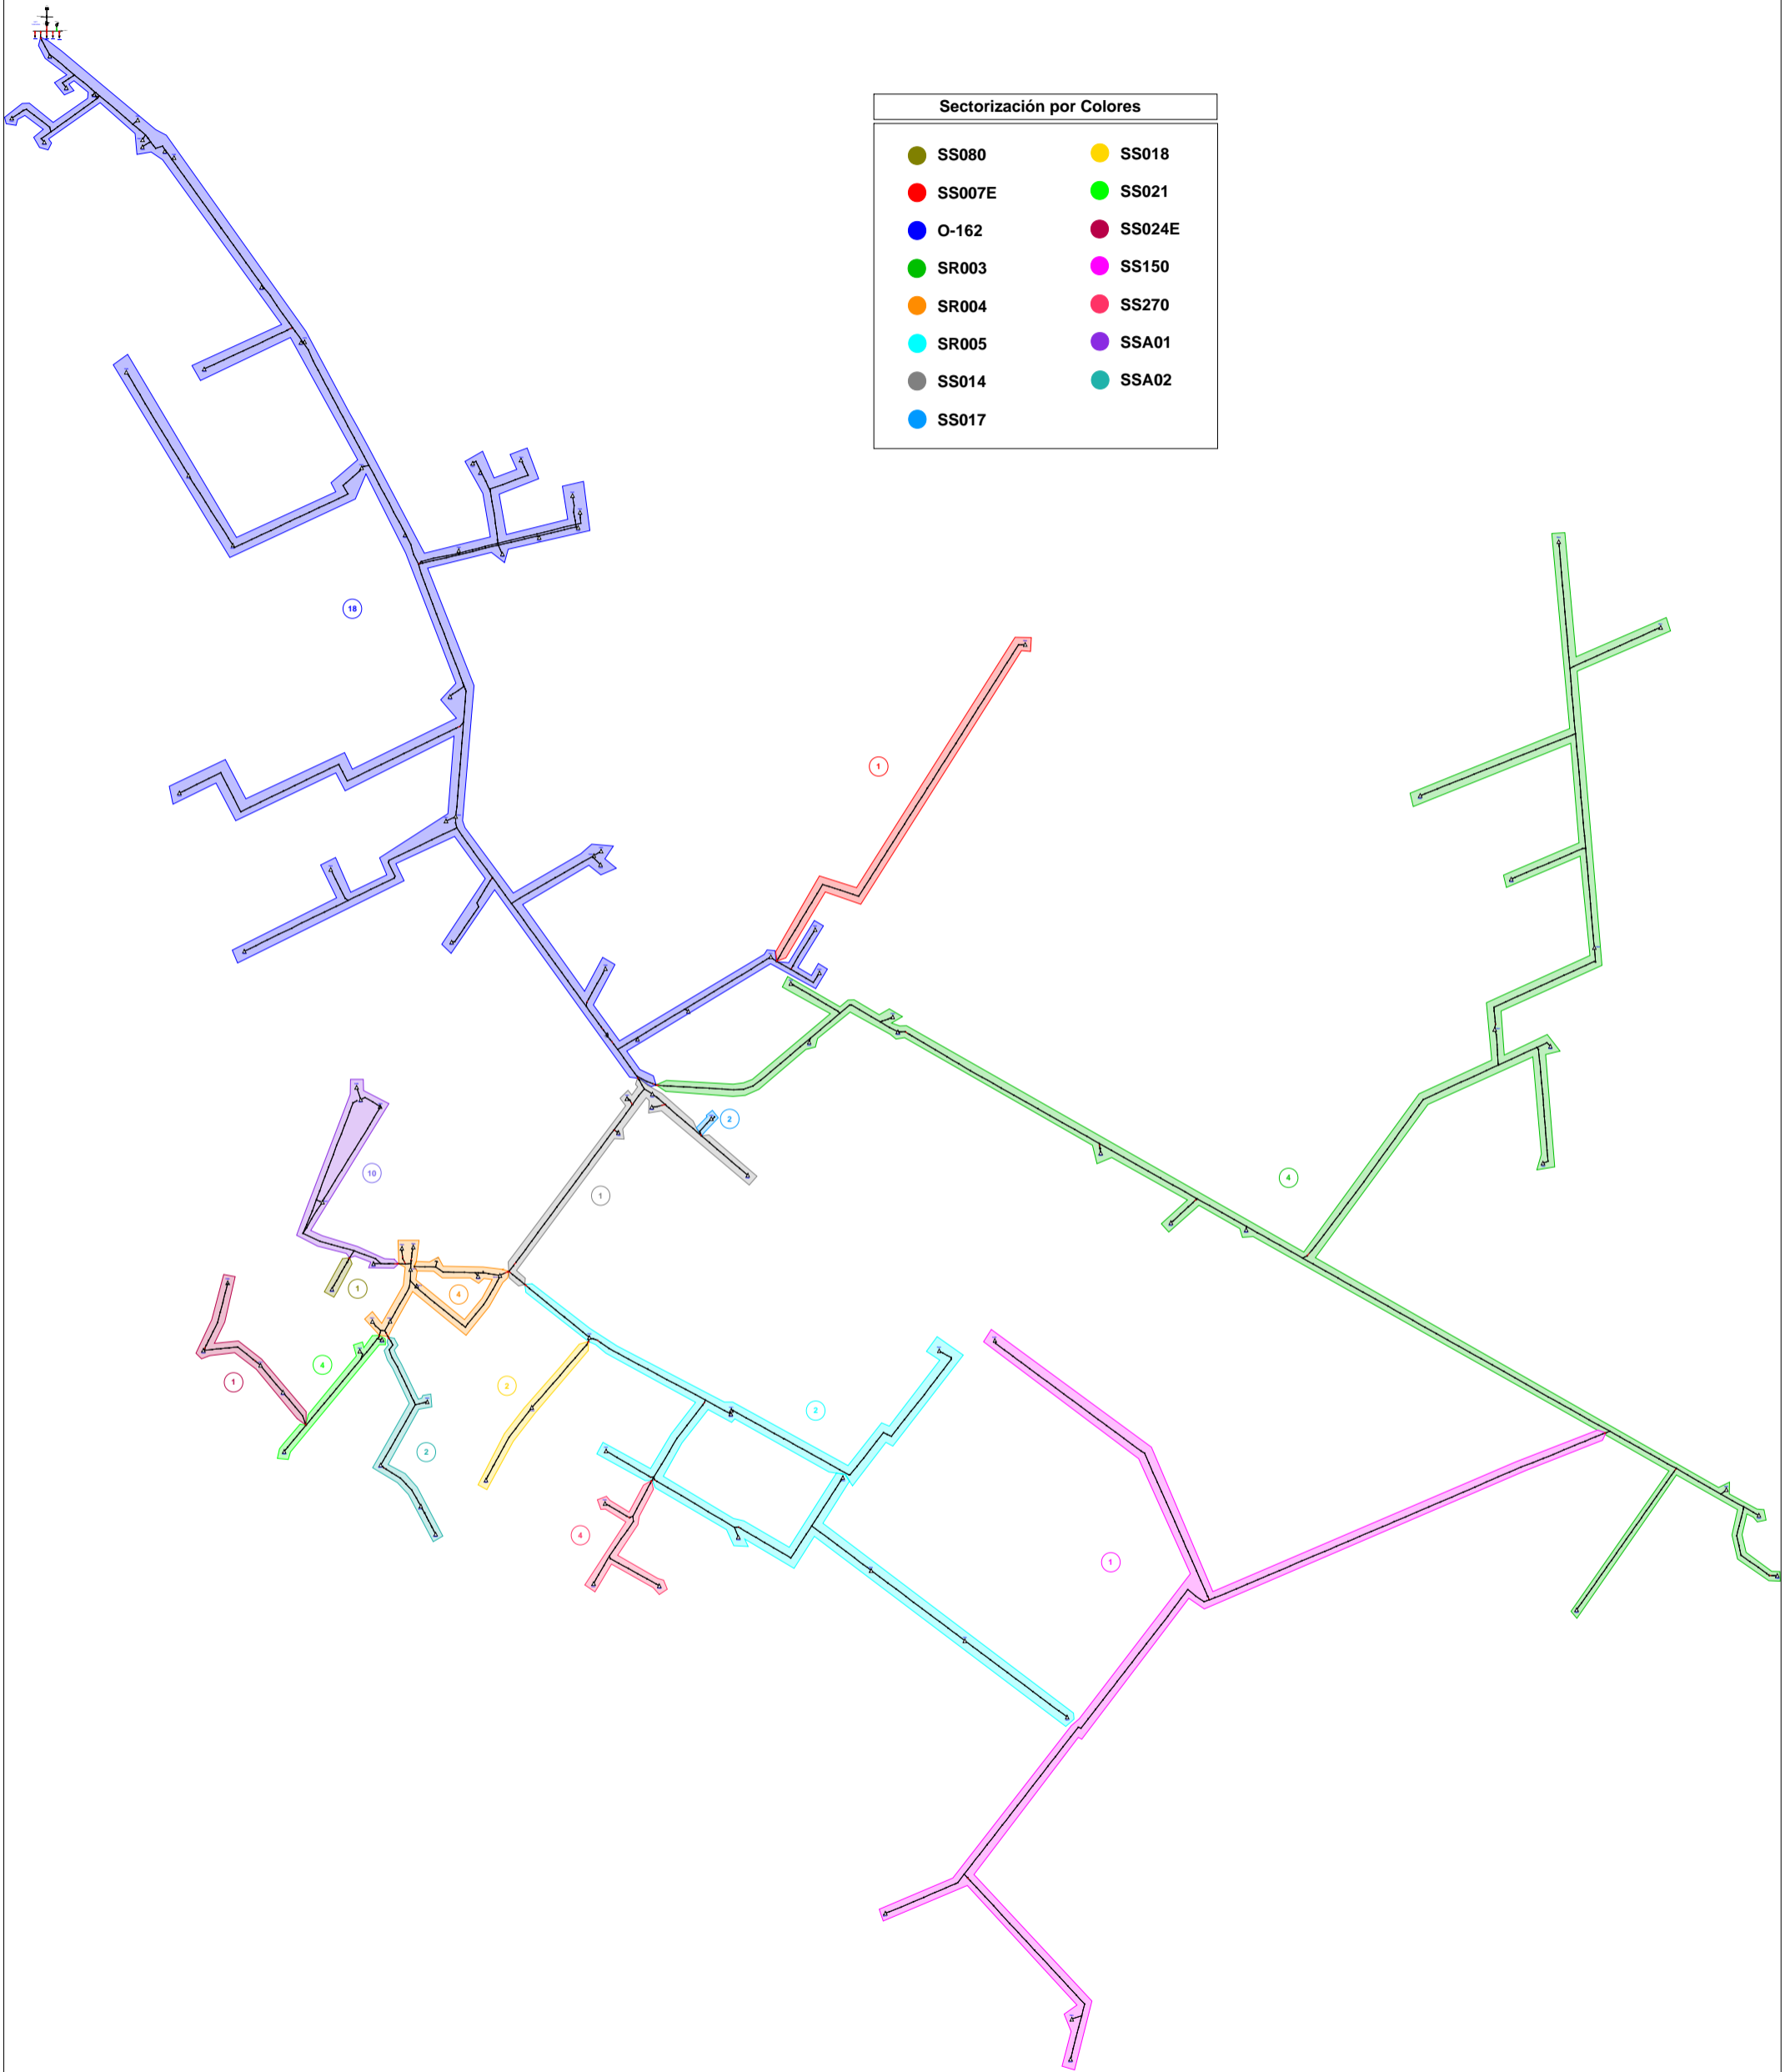 Sectorización por Colores
SS080
SS018
SS007E
SS021
O-162
SS024E
SR003
SS150
SR004
SS270
SR005
SSA01
SS014
SSA02
SS017
18
1
2
10
1
4
1
4
4
1
2
2
2
4
1